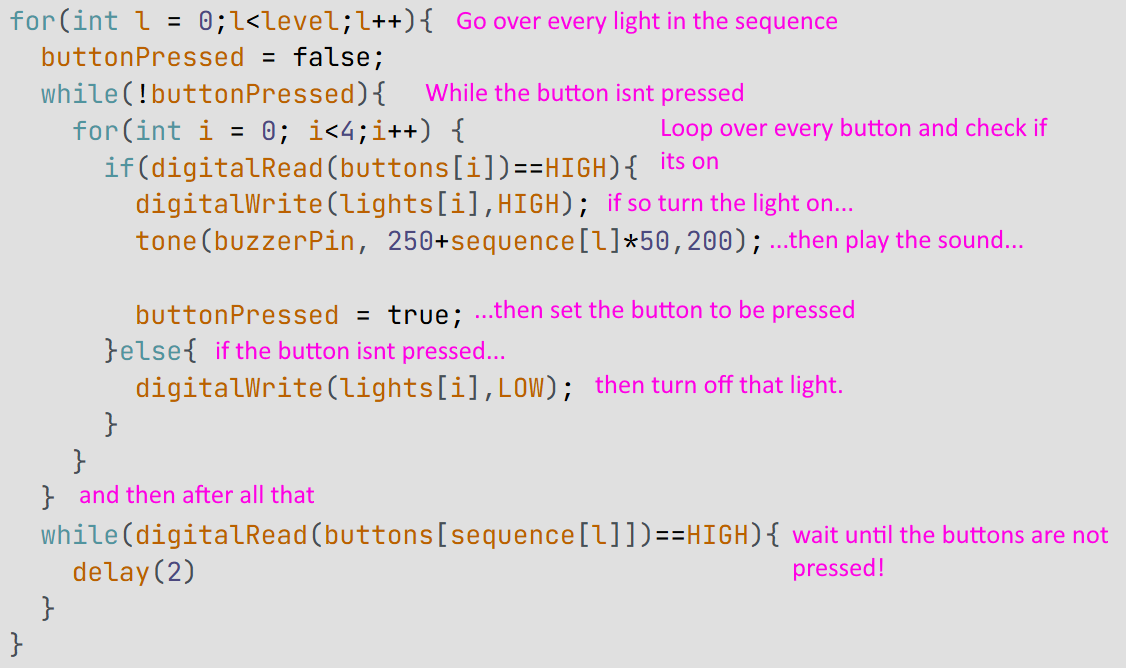 for(int l = 0;l<level;l++){ Go over every light in the sequence
buttonPressed = false;
while(!buttonPressed){ While the button isnt pressed
for(int i = 0; i<4;i++) { Loop over every button and check if
its on
if(digitalRead(buttons[i])==HIGH){
digitalWrite(lights[i],HIGH); if so turn the light on...
tone(buzzerPin, 250+sequence[l]*50,200); ...then play the sound...
buttonPressed = true; ...then set the button to be pressed
}else{ if the button isnt pressed...
digitalWrite(lights[i],LOW); then turn off that light.
}
}
} and then after all that
while(digitalRead(buttons[sequence[l]])==HIGH){ wait until the buttons are not
pressed!
delay(2)
}
}